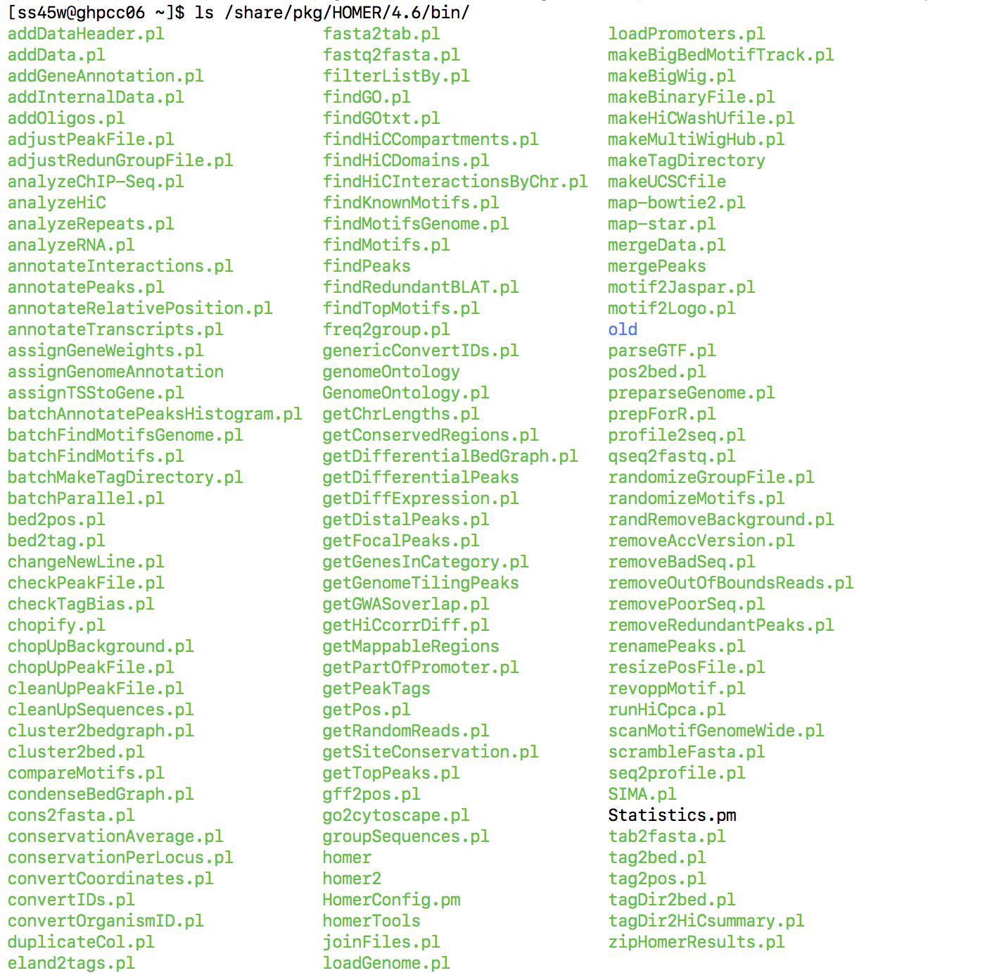 [ss45w@ghpcc06 ~]$ ls /share/pkg/HOMER/4.6/bin/
addDataHeader.pl fasta2tab.pl loadPromoters.pl
addData.pl fastq2fasta.pl makeBigBedMotifTrack.pl
addGeneAnnotation.pl filterListBy.pl makeBigWig.pl
addInternalData.pl findGO.pl makeBinaryFile.pl
addOligos.pl findGOtxt.pl makeHiCWashUfile.pl
adjustPeakFile.pl findHiCCompartments.pl makeMultiWigHub.pl
adjustRedunGroupFile.pl findHiCDomains.pl makeTagDirectory
analyzeChIP-Seq.pl findHiCInteractionsByChr.pl makeUCSCfile
analyzeHiC findKnownMotifs.pl map-bowtie2.pl
analyzeRepeats.pl findMotifsGenome.pl map-star.pl
analyzeRNA.pl findMotifs.pl mergeData.pl
annotateInteractions.pl findPeaks mergePeaks
annotatePeaks.pl findRedundantBLAT.pl motif2Jaspar.pl
annotateRelativePosition.pl findTopMotifs.pl motif2Logo.pl
annotateTranscripts.pl freq2group.pl old
assignGeneWeights.pl genericConvertIDs.pl parseGTF.pl
assignGenomeAnnotation genomeOntology pos2bed.pl
assignTSStoGene.pl GenomeOntology.pl preparseGenome.pl
batchAnnotatePeaksHistogram.pl getChrLengths.pl prepForR.pl
batchFindMotifsGenome.pl getConservedRegions.pl profile2seq.pl
batchFindMotifs.pl getDifferentialBedGraph.pl qseq2fastq.pl
batchMakeTagDirectory.pl getDifferentialPeaks randomizeGroupFile.pl
batchParallel.pl getDiffExpression.pl randomizeMotifs.pl
bed2pos.pl getDistalPeaks.pl randRemoveBackground.pl
bed2tag.pl getFocalPeaks.pl removeAccVersion.pl
changeNewLine.pl getGenesInCategory.pl removeBadSeq.pl
checkPeakFile.pl getGenomeTilingPeaks removeOutOfBoundsReads.pl
checkTagBias.pl getGWASoverlap.pl removePoorSeq.pl
chopify.pl getHiCcorrDiff.pl removeRedundantPeaks.pl
chopUpBackground.pl getMappableRegions renamePeaks.pl
chopUpPeakFile.pl getPartOfPromoter.pl resizePosFile.pl
cleanUpPeakFile.pl getPeakTags revoppMotif.pl
cleanUpSequences.pl getPos.pl runHiCpca.pl
cluster2bedgraph.pl getRandomReads.pl scanMotifGenomeWide.pl
cluster2bed.pl getSiteConservation.pl scrambleFasta.pl
compareMotifs.pl getTopPeaks.pl seq2profile.pl
condenseBedGraph.pl gff2pos.pl SIMA.pl
cons2fasta.pl go2cytoscape.pl Statistics.pm
conservationAverage.pl groupSequences.pl tab2fasta.pl
conservationPerLocus.pl homer tag2bed.pl
convertCoordinates.pl homer2 tag2pos.pl
convertIDs.pl HomerConfig.pm tagDir2bed.pl
convertOrganismID.pl homerTools tagDir2HiCsummary.pl
duplicateCol.pl joinFiles.pl zipHomerResults.pl
eland2tags.pl loadGenome.pl